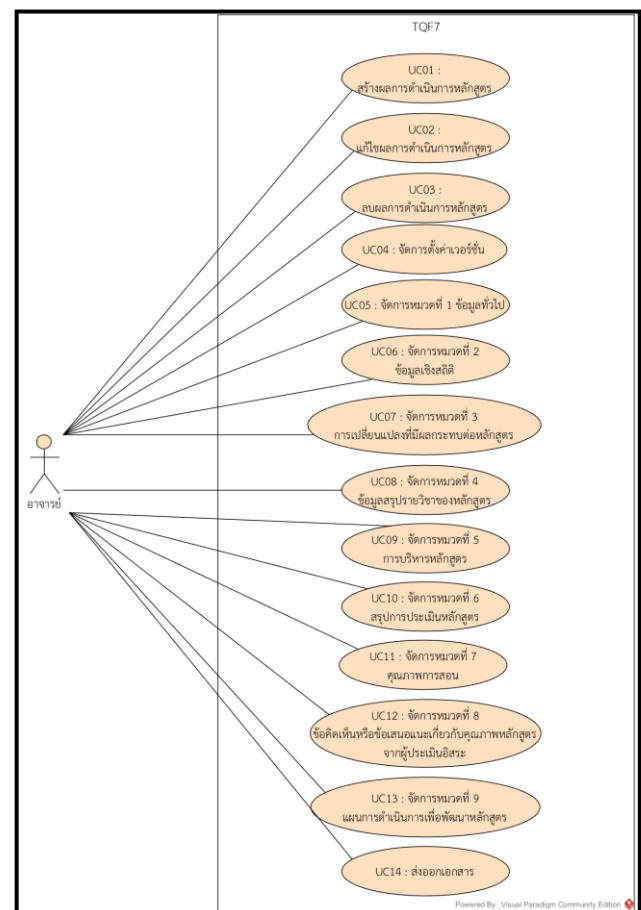 TQF7
UC01 :
สร้างผลการดำเนินการหลักสูตร
UC02 :
แก้ไขผลการดำเนินการหลักสูตร
UC03 :
ลบผลการดำเนินการหลักสูตร
UC04 : จัดการตั้งค่าเวอร์ชั่น
UC05 : จัดการหมวดที่ 1 ข้อมูลทั่วไป
UC06 : จัดการหมวดที่ 2
ข้อมูลเชิงสถิติ
UC07 : จัดการหมวดที่ 3
การเปลี่ยนแปลงที่มีผลกระทบต่อหลักสูตร
อาจารย์
UC08 : จัดการหมวดที่ 4
ข้อมูลสรุปรายวิชาของหลักสูตร
UC09 : จัดการหมวดที่ 5
การบริหารหลักสูตร
UC10 : จัดการหมวดที่ 6
สรุปการประเมินหลักสูตร
UC11 : จัดการหมวดที่ 7
คุณภาพการสอน
UC12 : จัดการหมวดที่ 8
ข้อคิดเห็นหรือข้อเสนอแนะเกี่ยวกับคุณภาพหลักสูตร
จากผู้ประเมินอิสระ
UC13 : จัดการหมวดที่ 9
แผนการดำเนินการเพื่อพัฒนาหลักสูตร
UC14 : ส่งออกเอกสาร
Powered By : Visual Paradigm Community Edition